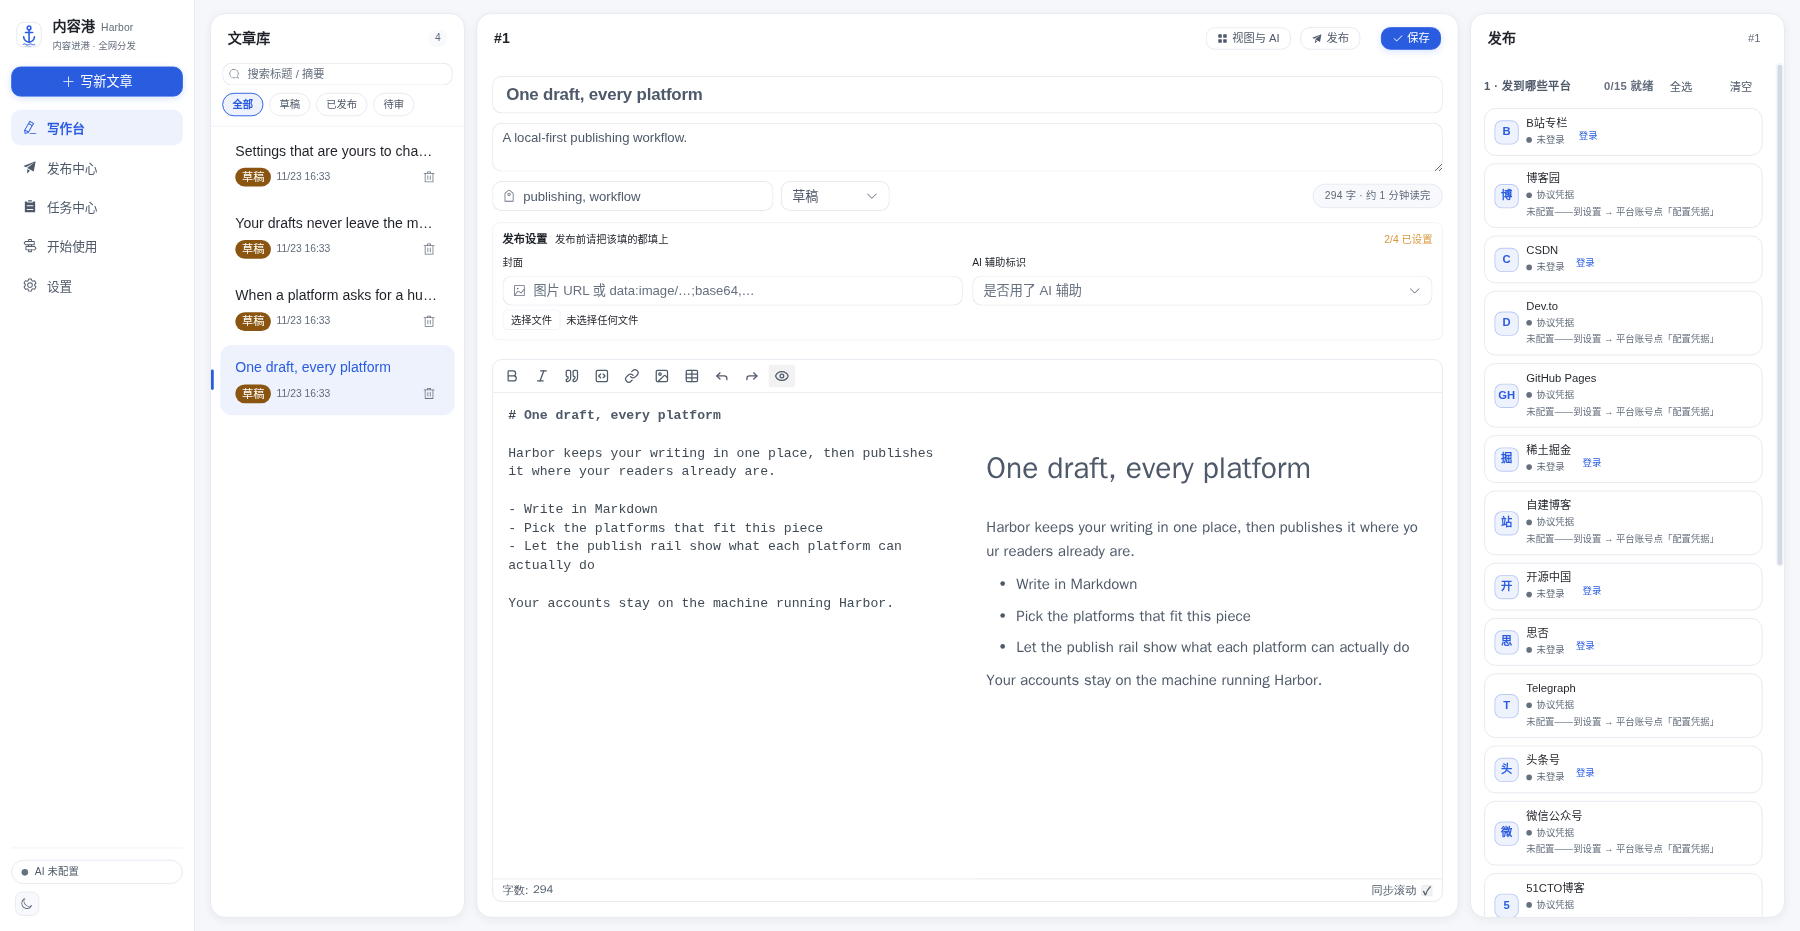 内容港 Harbor
内容进港 · 全网分发
写新文章
写作台
发布中心
任务中心
开始使用
设置
AI 未配置
文章库
4
搜索标题 / 摘要
全部 草稿 已发布 待审
Settings that are yours to cha…
草稿 11/23 16:33
Your drafts never leave the m…
草稿 11/23 16:33
When a platform asks for a hu…
草稿 11/23 16:33
One draft, every platform
草稿 11/23 16:33
#1
视图与 AI 发布 保存
One draft, every platform
A local-first publishing workflow.
publishing, workflow
草稿
294 字 · 约 1 分钟读完
发布设置 发布前请把该填的都填上
2/4 已设置
封面
AI 辅助标识
图片 URL 或 data:image/…;base64,…
是否用了 AI 辅助
选择文件 未选择任何文件
# One draft, every platform
Harbor keeps your writing in one place, then publishes
it where your readers already are.
- Write in Markdown
- Pick the platforms that fit this piece
- Let the publish rail show what each platform can
actually do
Your accounts stay on the machine running Harbor.
One draft, every platform
Harbor keeps your writing in one place, then publishes it where yo
ur readers already are.
• Write in Markdown
• Pick the platforms that fit this piece
• Let the publish rail show what each platform can actually do
Your accounts stay on the machine running Harbor.
字数: 294
同步滚动
发布
#1
1 · 发到哪些平台 0/15 就绪 全选 清空
B
B站专栏
未登录 登录
博
博客园
协议凭据
未配置——到设置 → 平台账号点「配置凭据」
C
CSDN
未登录 登录
D
Dev.to
协议凭据
未配置——到设置 → 平台账号点「配置凭据」
GH
GitHub Pages
协议凭据
未配置——到设置 → 平台账号点「配置凭据」
掘
稀土掘金
未登录 登录
站
自建博客
协议凭据
未配置——到设置 → 平台账号点「配置凭据」
开
开源中国
未登录 登录
思
思否
未登录 登录
T
Telegraph
协议凭据
未配置——到设置 → 平台账号点「配置凭据」
头
头条号
未登录 登录
微
微信公众号
协议凭据
未配置——到设置 → 平台账号点「配置凭据」
5
51CTO博客
协议凭据